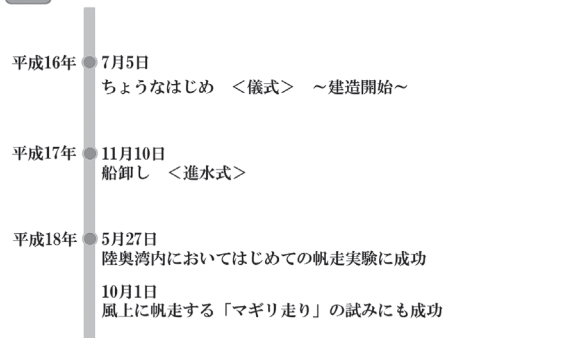 平成16年 7月5日
ちょうなはじめ ＜儀式＞ ～建造開始～
平成17年 11月10日
船卸し ＜進水式＞
平成18年 5月27日
陸奥湾内においてはじめての帆走実験に成功
10月1日
風上に帆走する「マギリ走り」の試みにも成功